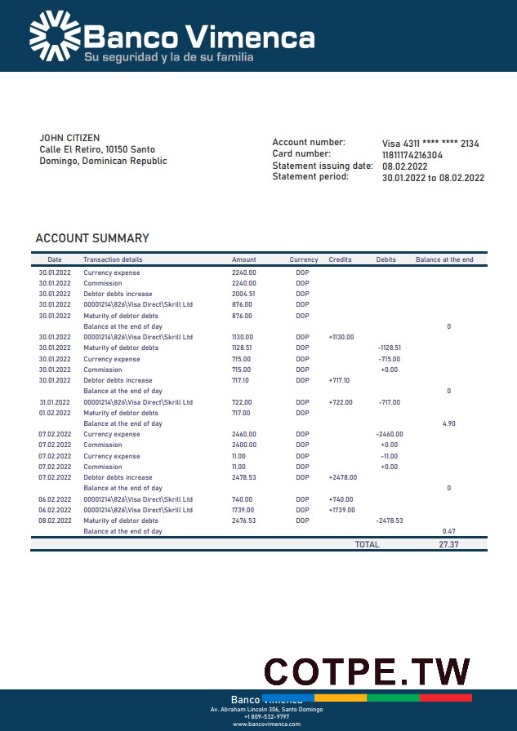 Banco Vimenca
Su seguridad y la de su familia
JOHN CITIZEN
Calle El Retiro, 10150 Santo
Domingo, Dominican Republic
Account number: Visa 4311 **** **** 2134
Card number: 11811174216304
Statement issuing date: 08.02.2022
Statement period: 30.01.2022 to 08.02.2022
ACCOUNT SUMMARY
Date Transaction details Amount Currency Credits Debits Balance at the end
30.01.2022 Currency expense 2240.00 DOP
30.01.2022 Commission 2240.00 DOP
30.01.2022 Debtor debts increase 2004.51 DOP
30.01.2022 00001214\826\Visa Direct\Skrill Ltd 876.00 DOP
30.01.2022 Maturity of debtor debts 876.00 DOP
Balance at the end of day 0
30.01.2022 00001214\826\Visa Direct\Skrill Ltd 1130.00 DOP +1130.00
30.01.2022 Maturity of debtor debts 1128.51 DOP -1128.51
30.01.2022 Currency expense 715.00 DOP -715.00
30.01.2022 Commission 715.00 DOP +0.00
30.01.2022 Debtor debts increase 717.10 DOP +717.10
Balance at the end of day 0
31.01.2022 00001214\826\Visa Direct\Skrill Ltd 722.00 DOP +722.00 -717.00
01.02.2022 Maturity of debtor debts 717.00 DOP
Balance at the end of day 4.90
07.02.2022 Currency expense 2460.00 DOP -2460.00
07.02.2022 Commission 2400.00 DOP +0.00
07.02.2022 Currency expense 11.00 DOP -11.00
07.02.2022 Commission 11.00 DOP +0.00
07.02.2022 Debtor debts increase 2478.53 DOP +2478.00
Balance at the end of day 0
06.02.2022 00001214\826\Visa Direct\Skrill Ltd 740.00 DOP +740.00
06.02.2022 00001214\826\Visa Direct\Skrill Ltd 1739.00 DOP +1739.00
08.02.2022 Maturity of debtor debts 2476.53 DOP -2478.53
Balance at the end of day 0.47
TOTAL 27.37
COTPE.TW
Banco Vimenca
Av. Abraham Lincoln 306, Santo Domingo
+1 809-532-9797
www.bancovimenca.com